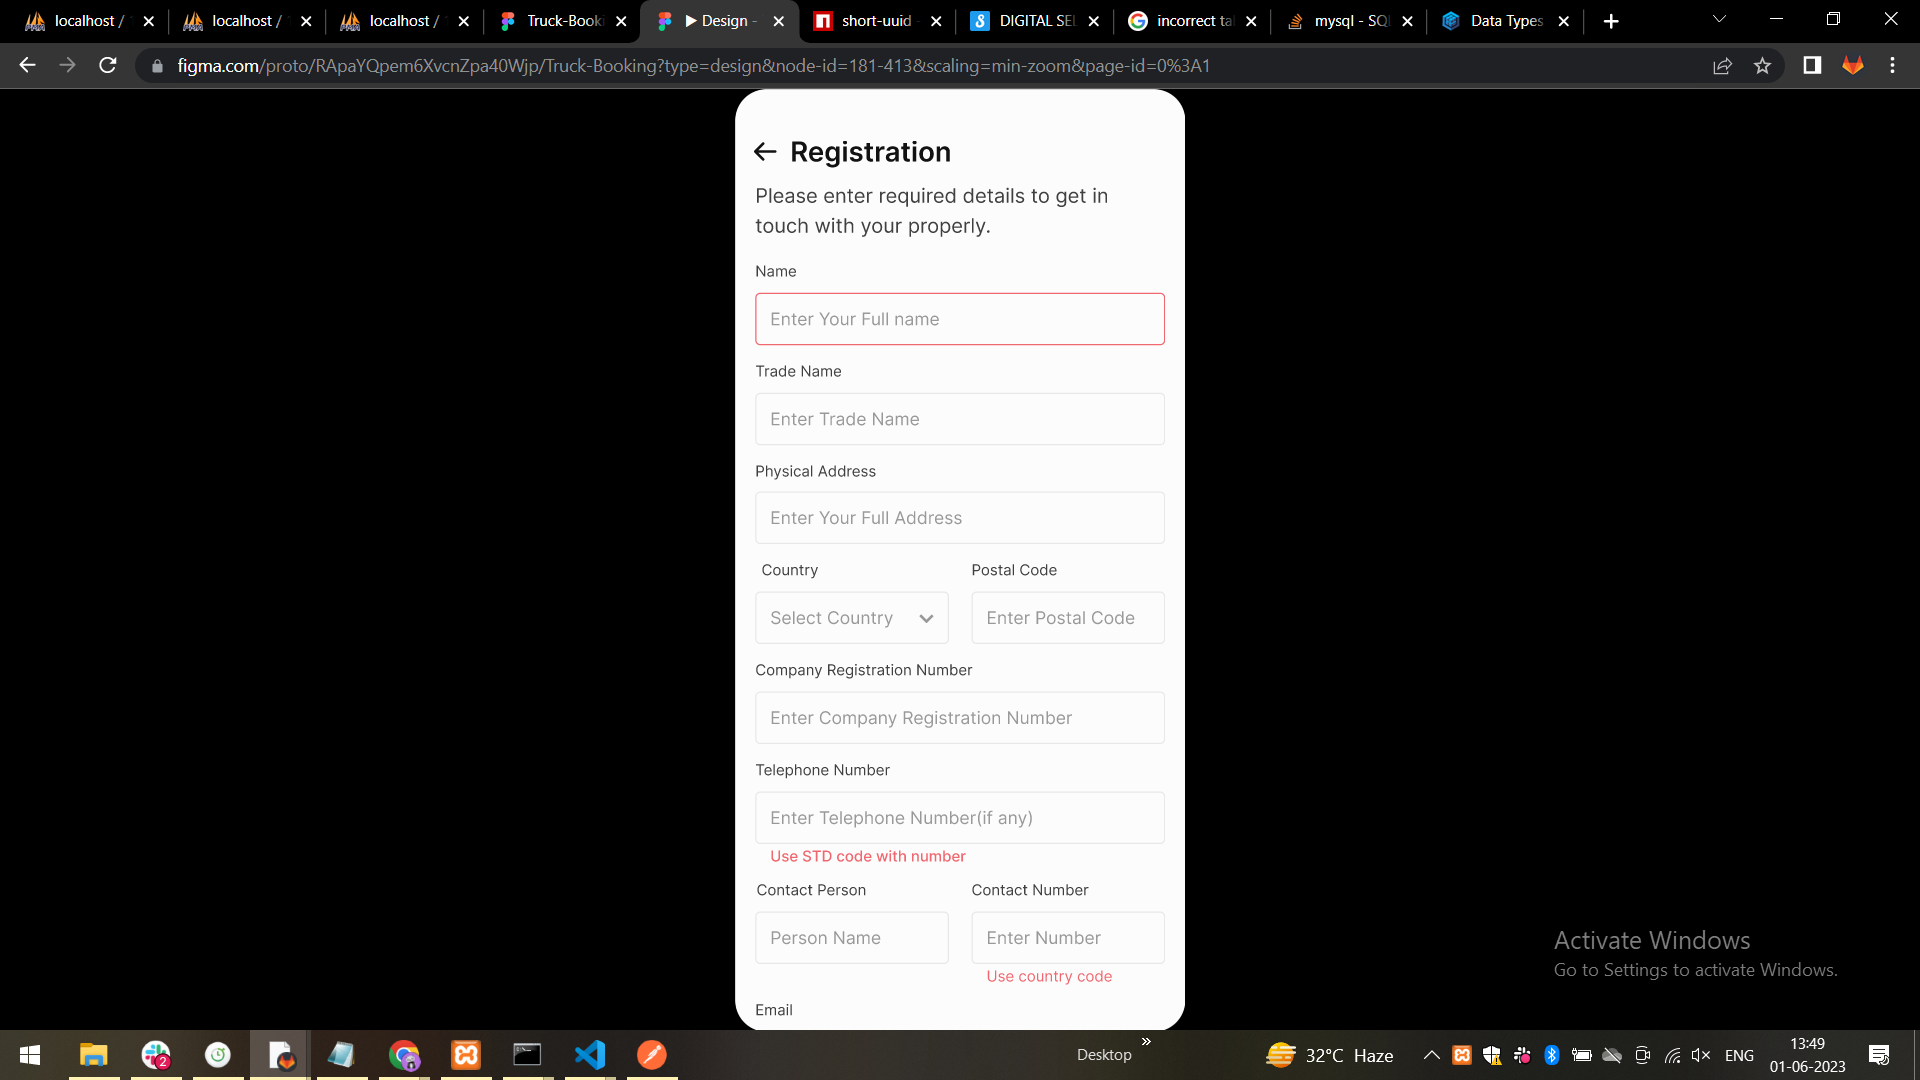 localhost /
localhost /
localhost /
Truck-Booki
▶ Design -
short-uuid
DIGITAL SEL
incorrect tal
mysql - SQL
Data Types
figma.com/proto/RApaYQpem6XvcnZpa40Wjp/Truck-Booking?type=design&node-id=181-413&scaling=min-zoom&page-id=0%3A1
Registration
Please enter required details to get in
touch with your properly.
Name
Enter Your Full name
Trade Name
Enter Trade Name
Physical Address
Enter Your Full Address
Country Postal Code
Select Country Enter Postal Code
Company Registration Number
Enter Company Registration Number
Telephone Number
Enter Telephone Number(if any)
Use STD code with number
Contact Person Contact Number
Person Name Enter Number
Use country code
Email
Activate Windows
Go to Settings to activate Windows.
2
Desktop
32°C Haze
ENG
13:49
01-06-2023